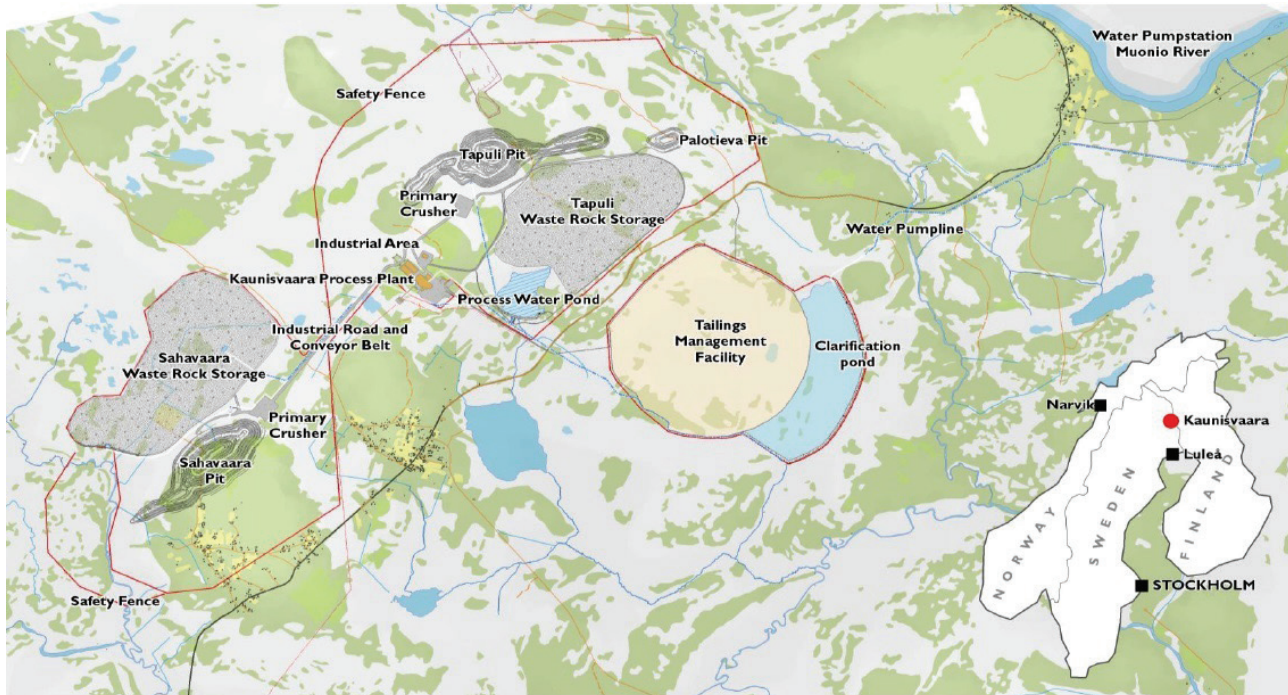 Water Pumpstation
Muonio River
Safety Fence
Tapuli Pit
Palotieva Pit
Primary
Crusher
Tapuli
Waste Rock Storage
Water Pumpline
Industrial Area
Kaunisvaara Process Plant
Process Water Pond
Industrial Road and
Conveyor Belt
Tailings
Management
Facility
Clarification
pond
Sahavaara
Waste Rock Storage
Primary
Crusher
Sahavaara
Pit
Safety Fence
Narvik
Kaunisvaara
Luleå
NORWAY
SWEDEN
FINLAND
STOCKHOLM